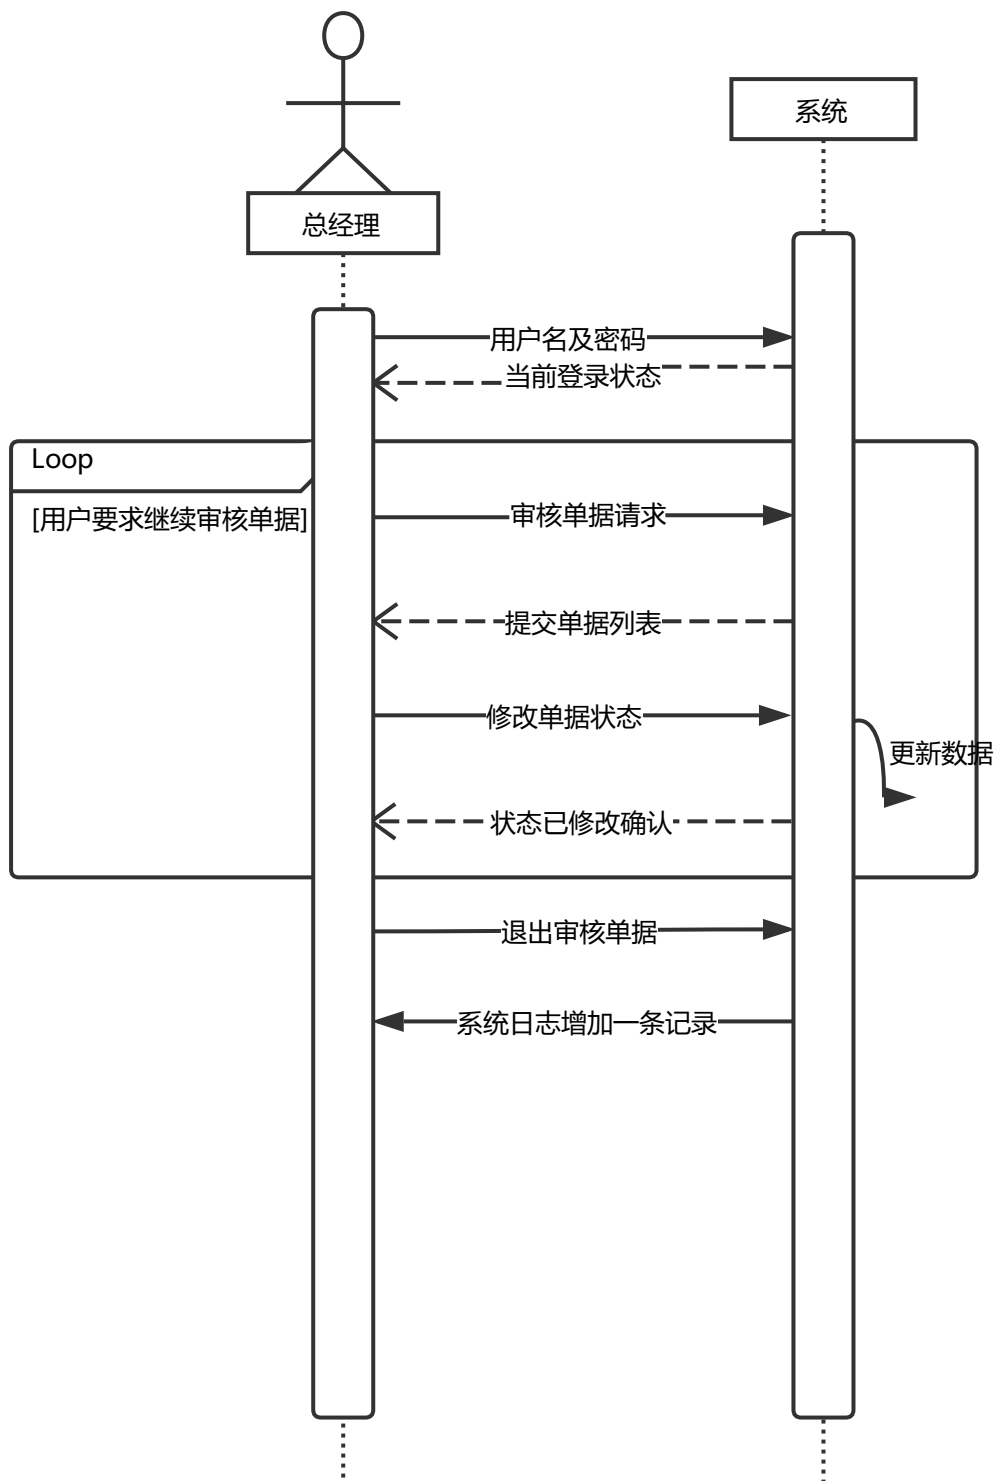 系统
总经理
用户名及密码
当前登录状态
Loop
[用户要求继续审核单据]
审核单据请求
提交单据列表
修改单据状态
更新数据
状态已修改确认
退出审核单据
系统日志增加一条记录